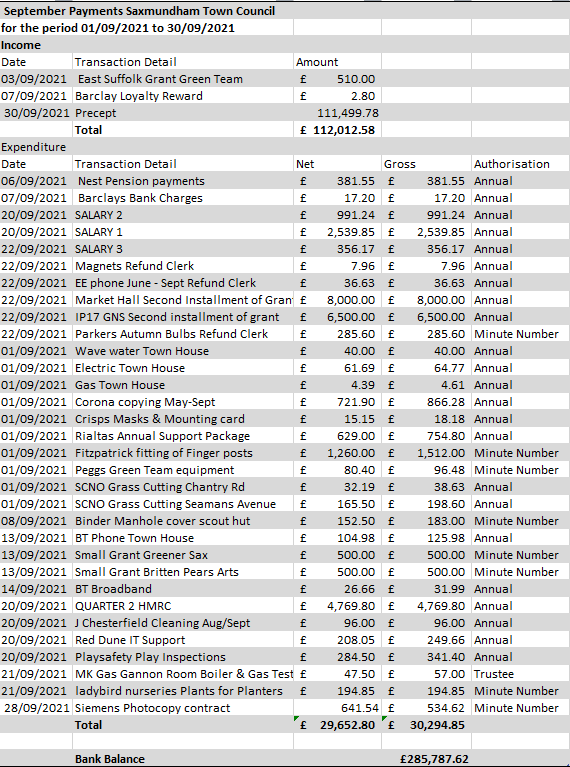 September Payments Saxmundham Town Council
for the period 01/09/2021 to 30/09/2021
Income
Date Transaction Detail Amount
03/09/2021 East Suffolk Grant Green Team £ 510.00
07/09/2021 Barclay Loyalty Reward £ 2.80
30/09/2021 Precept 111,499.78
Total £ 112,012.58
Expenditure
Date Transaction Detail Net Gross Authorisation
06/09/2021 Nest Pension payments £ 381.55 £ 381.55 Annual
07/09/2021 Barclays Bank Charges £ 17.20 £ 17.20 Annual
20/09/2021 SALARY 2 £ 991.24 £ 991.24 Annual
20/09/2021 SALARY 1 £ 2,539.85 £ 2,539.85 Annual
22/09/2021 SALARY 3 £ 356.17 £ 356.17 Annual
22/09/2021 Magnets Refund Clerk £ 7.96 £ 7.96 Annual
22/09/2021 EE phone June - Sept Refund Clerk £ 36.63 £ 36.63 Annual
22/09/2021 Market Hall Second Installment of Gran £ 8,000.00 £ 8,000.00 Annual
22/09/2021 IP17 GNS Second installment of grant £ 6,500.00 £ 6,500.00 Annual
22/09/2021 Parkers Autumn Bulbs Refund Clerk £ 285.60 £ 285.60 Minute Number
01/09/2021 Wave water Town House £ 40.00 £ 40.00 Annual
01/09/2021 Electric Town House £ 61.69 £ 64.77 Annual
01/09/2021 Gas Town House £ 4.39 £ 4.61 Annual
01/09/2021 Corona copying May-Sept £ 721.90 £ 866.28 Annual
01/09/2021 Crisps Masks & Mounting card £ 15.15 £ 18.18 Annual
01/09/2021 Rialtas Annual Support Package £ 629.00 £ 754.80 Annual
01/09/2021 Fitzpatrick fitting of Finger posts £ 1,260.00 £ 1,512.00 Minute Number
01/09/2021 Peggs Green Team equipment £ 80.40 £ 96.48 Minute Number
01/09/2021 SCNO Grass Cutting Chantry Rd £ 32.19 £ 38.63 Annual
01/09/2021 SCNO Grass Cutting Seamans Avenue £ 165.50 £ 198.60 Annual
08/09/2021 Binder Manhole cover scout hut £ 152.50 £ 183.00 Minute Number
13/09/2021 BT Phone Town House £ 104.98 £ 125.98 Annual
13/09/2021 Small Grant Greener Sax £ 500.00 £ 500.00 Minute Number
13/09/2021 Small Grant Britten Pears Arts £ 500.00 £ 500.00 Minute Number
14/09/2021 BT Broadband £ 26.66 £ 31.99 Annual
20/09/2021 QUARTER 2 HMRC £ 4,769.80 £ 4,769.80 Annual
20/09/2021 J Chesterfield Cleaning Aug/Sept £ 96.00 £ 96.00 Annual
20/09/2021 Red Dune IT Support £ 208.05 £ 249.66 Annual
20/09/2021 Playsafety Play Inspections £ 284.50 £ 341.40 Annual
21/09/2021 MK Gas Gannon Room Boiler & Gas Test £ 47.50 £ 57.00 Trustee
21/09/2021 ladybird nurseries Plants for Planters £ 194.85 £ 194.85 Minute Number
28/09/2021 Siemens Photocopy contract 641.54 £ 534.62 Minute Number
Total £ 29,652.80 £ 30,294.85
Bank Balance £285,787.62